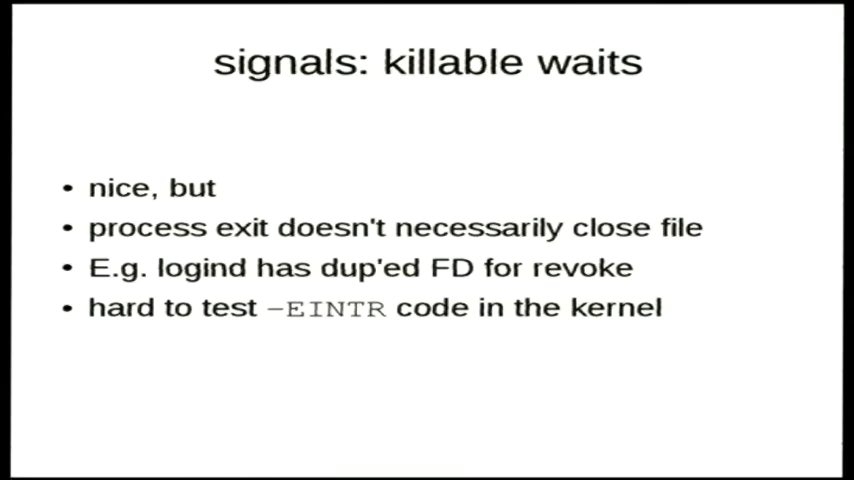 signals: killable waits
• nice, but
• process exit doesn't necessarily close file
• E.g. logind has dup'ed FD for revoke
• hard to test -EINTR code in the kernel